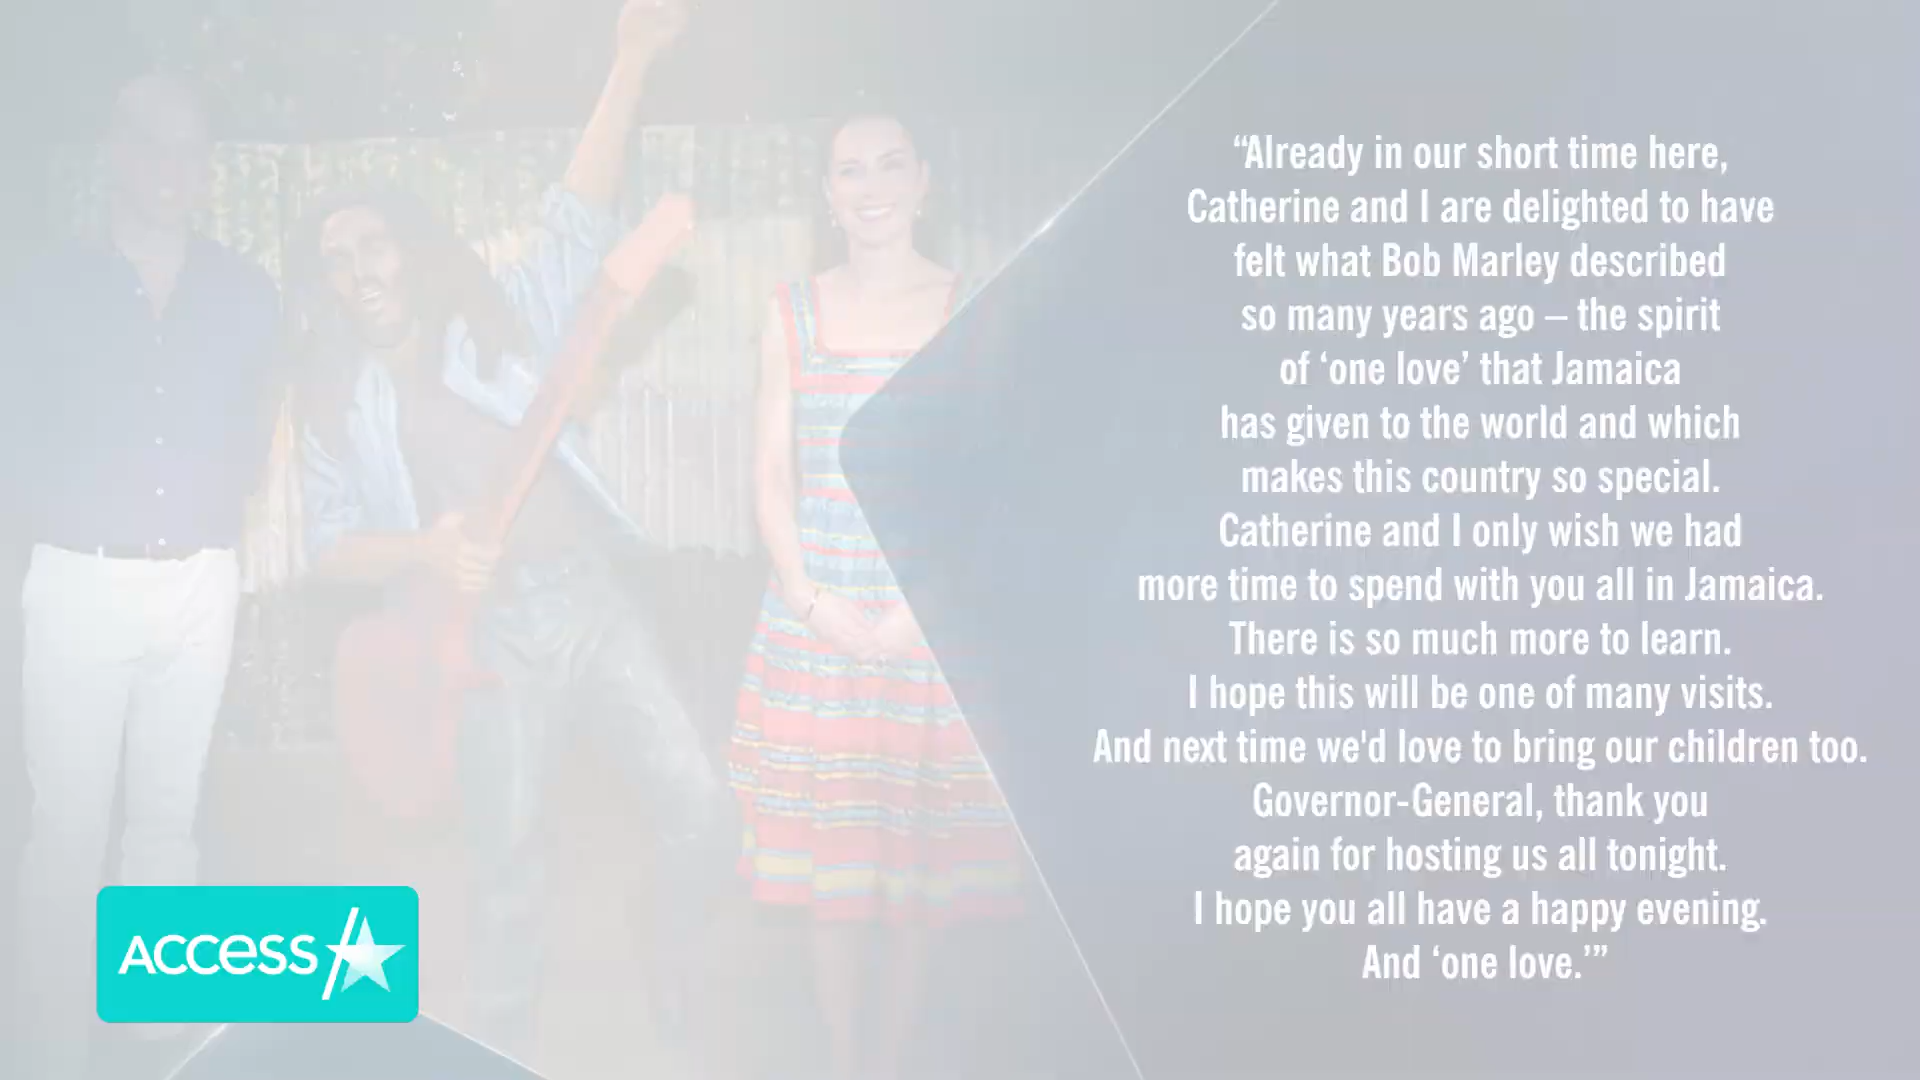 “Already in our short time here,
Catherine and I are delighted to have
felt what Bob Marley described
so many years ago – the spirit
of ‘one love’ that Jamaica
has given to the world and which
makes this country so special.
Catherine and I only wish we had
more time to spend with you all in Jamaica.
There is so much more to learn.
I hope this will be one of many visits.
And next time we'd love to bring our children too.
Governor-General, thank you
again for hosting us all tonight.
I hope you all have a happy evening.
And ‘one love.’”
ACCESS